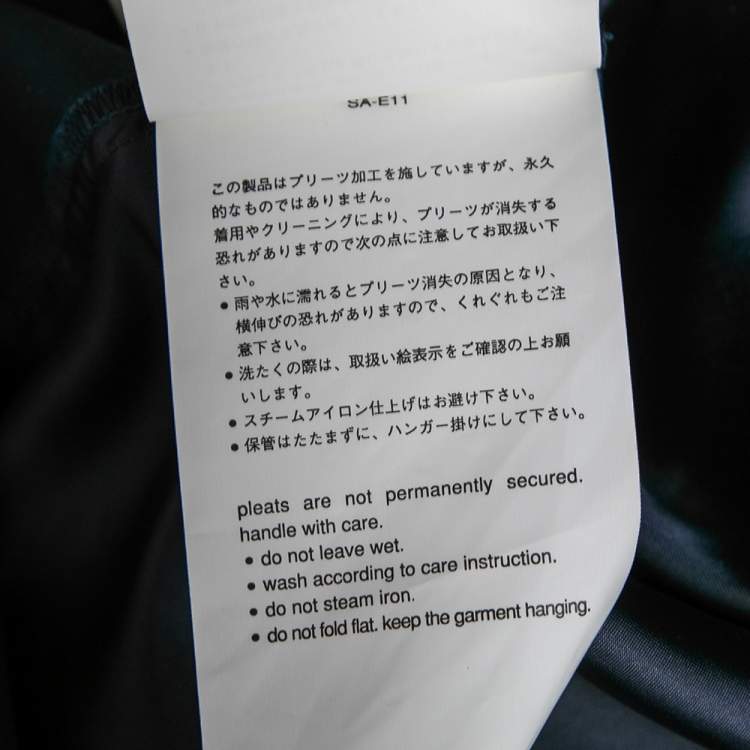 SA-E11
この製品はプリーツ加工を施していますが、永久
的なものではありません。
着用やクリーニングにより、プリーツが消失する
恐れがありますので次の点に注意してお取扱い下
さい。
● 雨や水に濡れるとプリーツ消失の原因となり、
横伸びの恐れがありますので、くれぐれもご注
意下さい。
● 洗たくの際は、取扱い絵表示をご確認の上お願
いします。
● スチームアイロン仕上げはお避け下さい。
● 保管はたたまずに、ハンガー掛けにして下さい。
pleats are not permanently secured.
handle with care.
● do not leave wet.
● wash according to care instruction.
● do not steam iron.
● do not fold flat. keep the garment hanging.